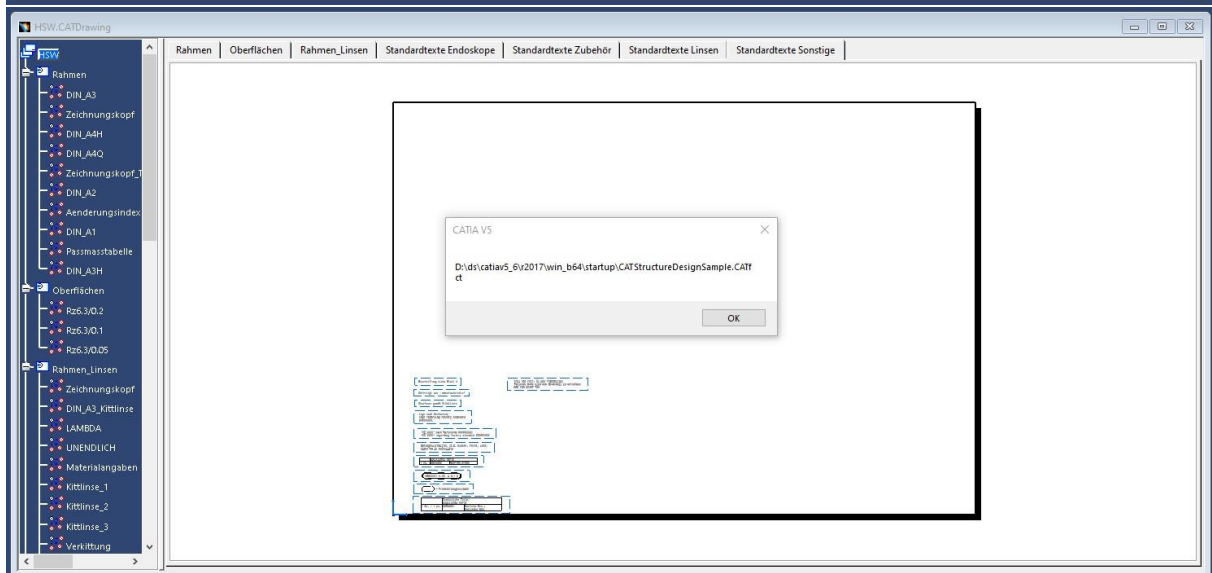 HSW.CATDrawing
HSW
Rahmen
DIN_A3
Zeichnungskopf
DIN_A4H
DIN_A4Q
Zeichnungskopf_T
DIN_A2
Aenderungsindex
DIN_A1
Passmasstabelle
DIN_A3H
Oberflächen
Rz6.3/0.2
Rz6.3/0.1
Rz6.3/0.05
Rahmen_Linsen
Zeichnungskopf
DIN_A3_Kittlinse
LAMBDA
UNENDLICH
Materialangaben
Kittlinse_1
Kittlinse_2
Kittlinse_3
Verkittung
Rahmen Oberflächen Rahmen_Linsen Standardtexte Endoskope Standardtexte Zubehör Standardtexte Linsen Standardtexte Sonstige
CATIA V5
D:\ds\catiav5_6\r2017\win_b64\startup\CATStructureDesignSample.CATf
ct
OK